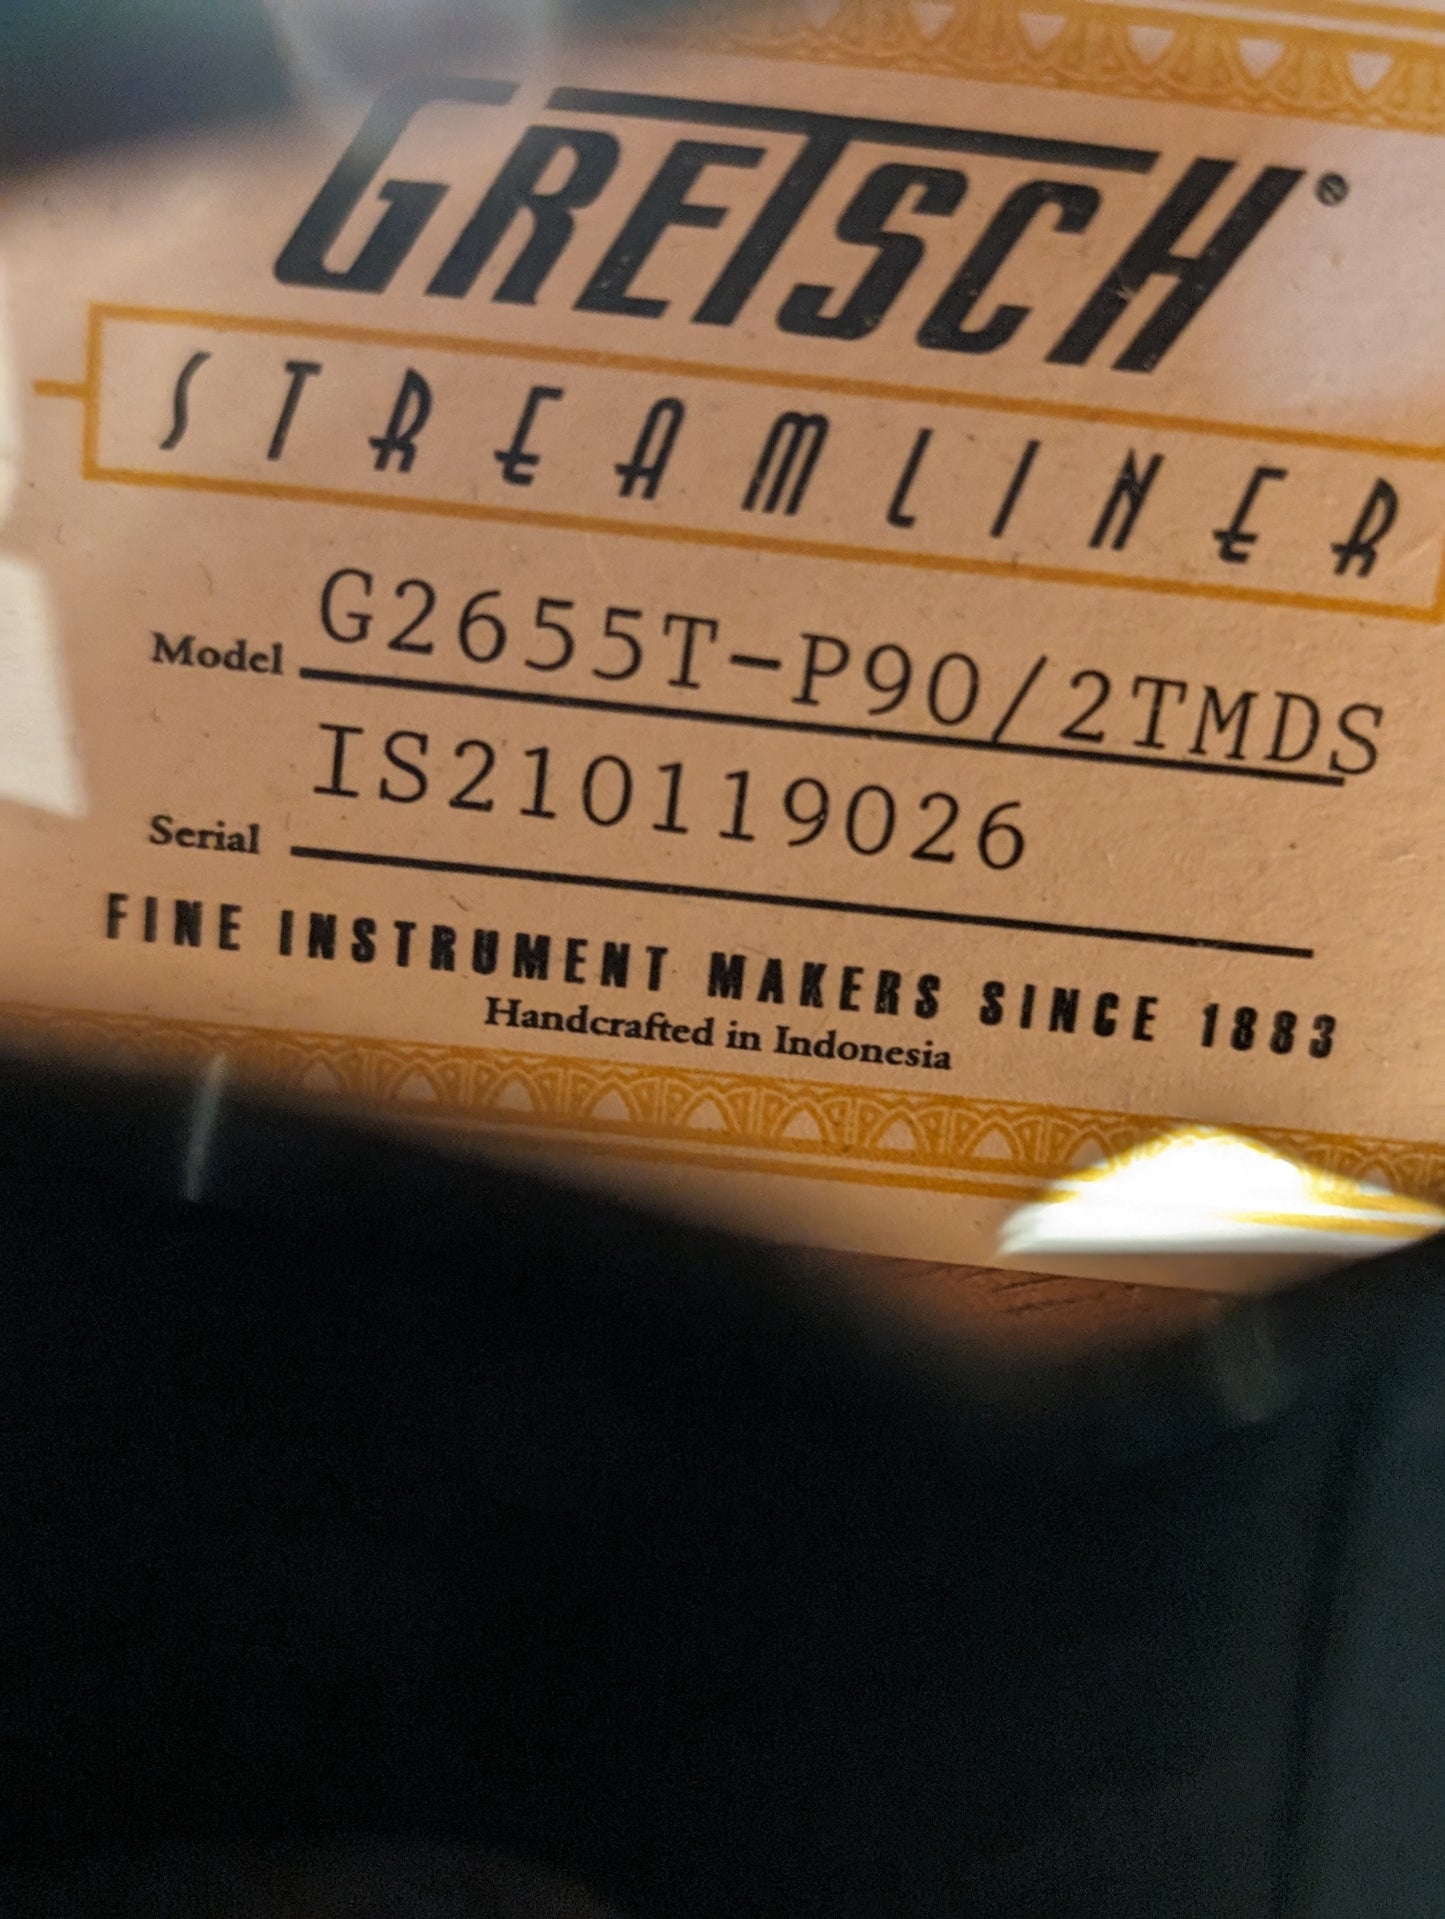 GRETSCH®
STREAMLINER
Model G2655T-P90/2TMDS
Serial IS210119026
FINE INSTRUMENT MAKERS SINCE 1883
Handcrafted in Indonesia